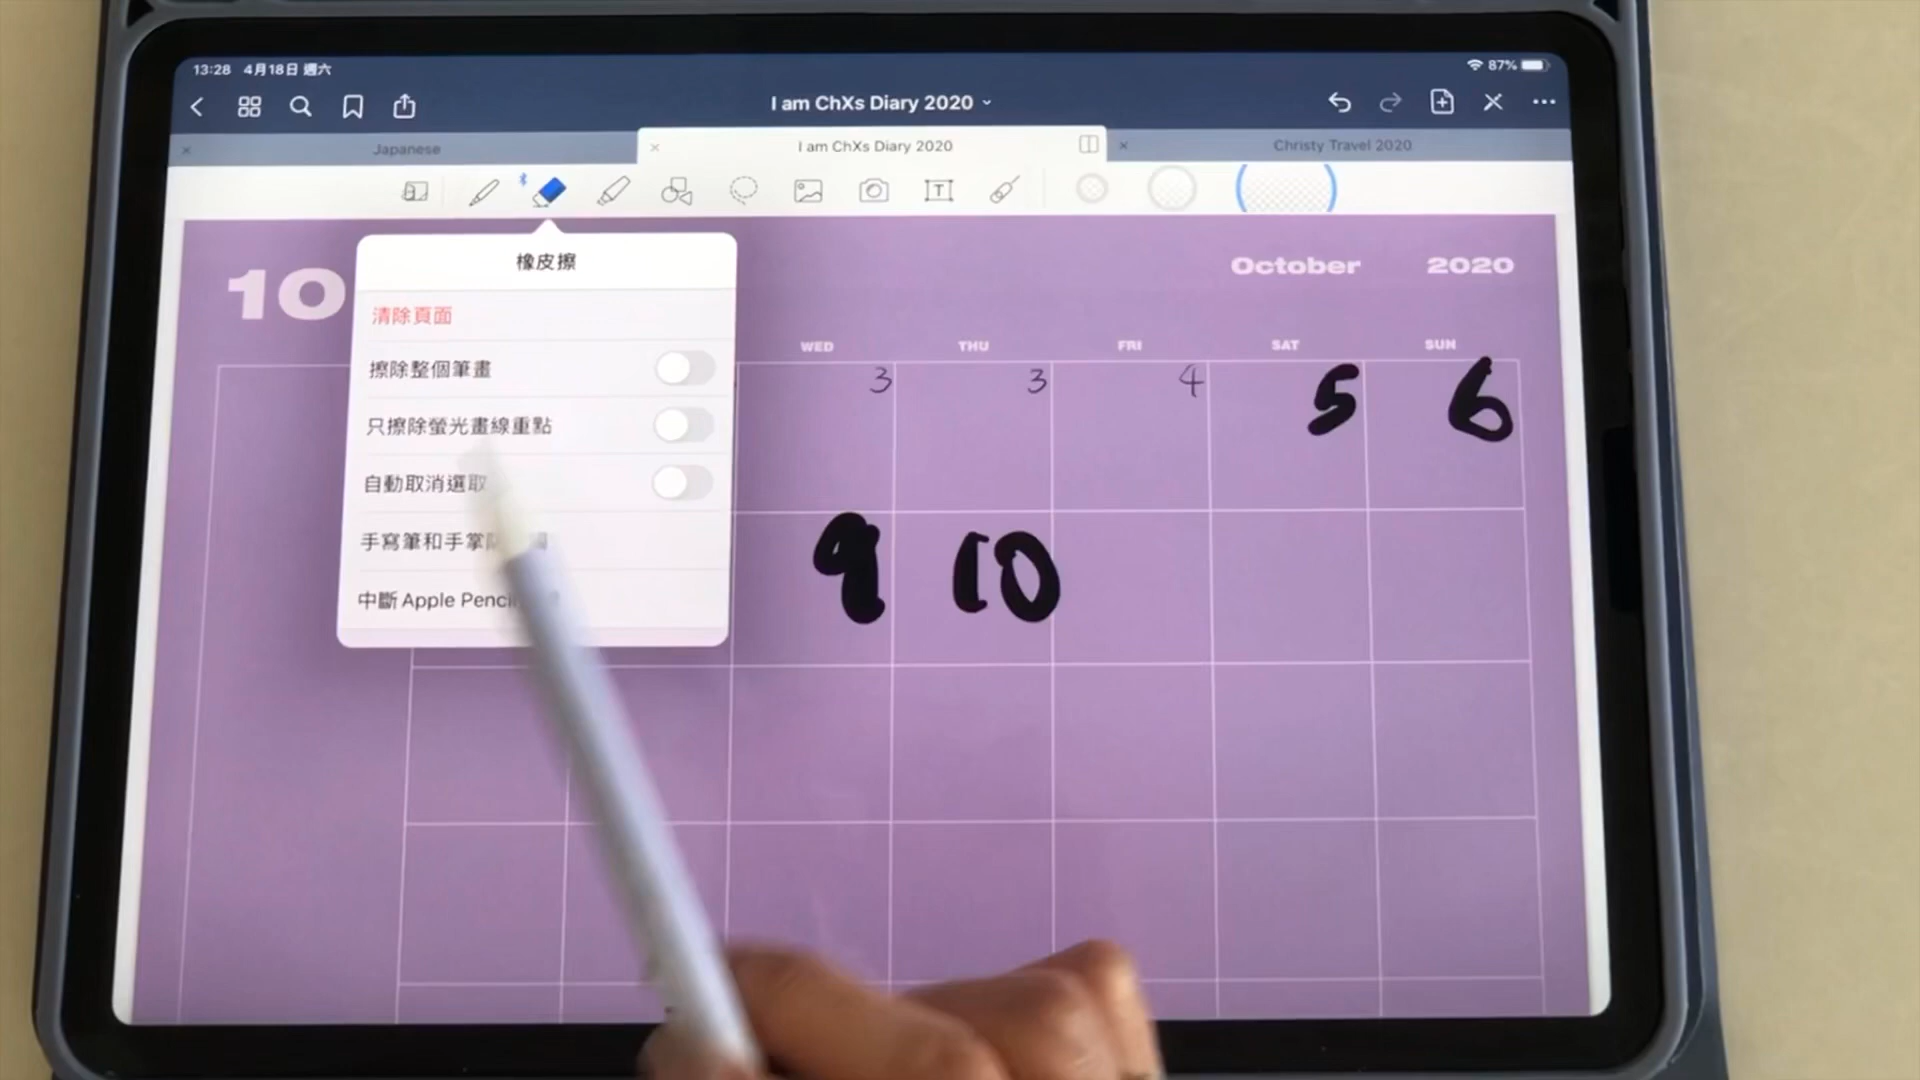 13:28 4月18日 週六
87%
I am ChXs Diary 2020
Japanese
I am ChXs Diary 2020
Christy Travel 2020
T
橡皮擦
清除頁面
擦除整個筆畫
只擦除螢光畫線重點
自動取消選取
手寫筆和手掌
中斷 Apple Pencil
10
October 2020
WED THU FRI SAT SUN
3 3 4 5 6
9 10